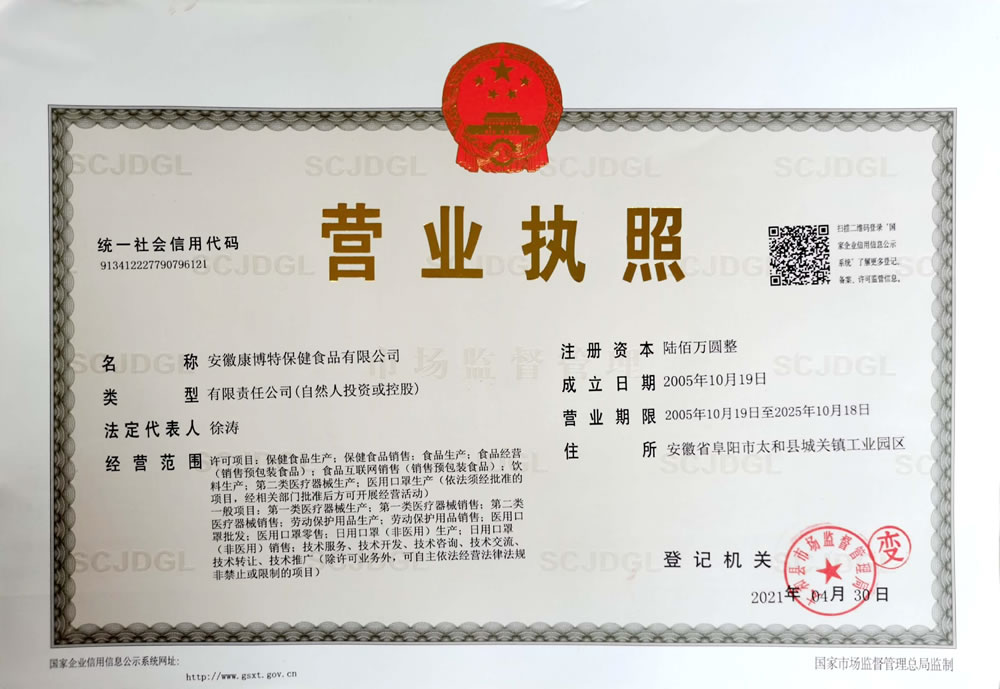 营业执照
统一社会信用代码
913412227790796121
扫描二维码登录‘国
家企业信用信息公示
系统’了解更多登记、
备案、许可监管信息。
名称 安徽康博特保健食品有限公司
类型 有限责任公司(自然人投资或控股)
法定代表人 徐涛
经营范围 许可项目：保健食品生产；保健食品销售；食品生产；食品经营
（销售预包装食品）；食品互联网销售（销售预包装食品）；饮
料生产；第二类医疗器械生产；医用口罩生产（依法须经批准的
项目，经相关部门批准后方可开展经营活动）
一般项目：第一类医疗器械生产；第一类医疗器械销售；第二类
医疗器械销售；劳动保护用品生产；劳动保护用品销售；医用口
罩批发；医用口罩零售；日用口罩（非医用）生产；日用口罩
（非医用）销售；技术服务、技术开发、技术咨询、技术交流、
技术转让、技术推广（除许可业务外，可自主依法经营法律法规
非禁止或限制的项目）
注册资本 陆佰万圆整
成立日期 2005年10月19日
营业期限 2005年10月19日至2025年10月18日
住所 安徽省阜阳市太和县城关镇工业园区
登记机关
太和县市场监督管理局
变
2021年 04月 30日
国家企业信用信息公示系统网址:
http://www.gsxt.gov.cn
国家市场监督管理总局监制
SCJDGL
市场监督管理